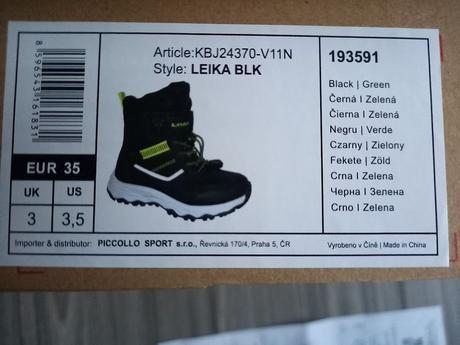 Article:KBJ24370-V11N
Style: LEIKA BLK
193591
8596543161831
EUR 35
UK US
3 3,5
Black | Green
Černá I Zelená
Čierna I Zelená
Negru | Verde
Czarny | Zielony
Fekete | Zöld
Crna I Zelena
Черна I Зелена
Crno I Zelena
Importer & distributor: PICCOLLO SPORT s.r.o., Řevnická 170/4, Praha 5, ČR
Vyrobeno v Číně | Made in China